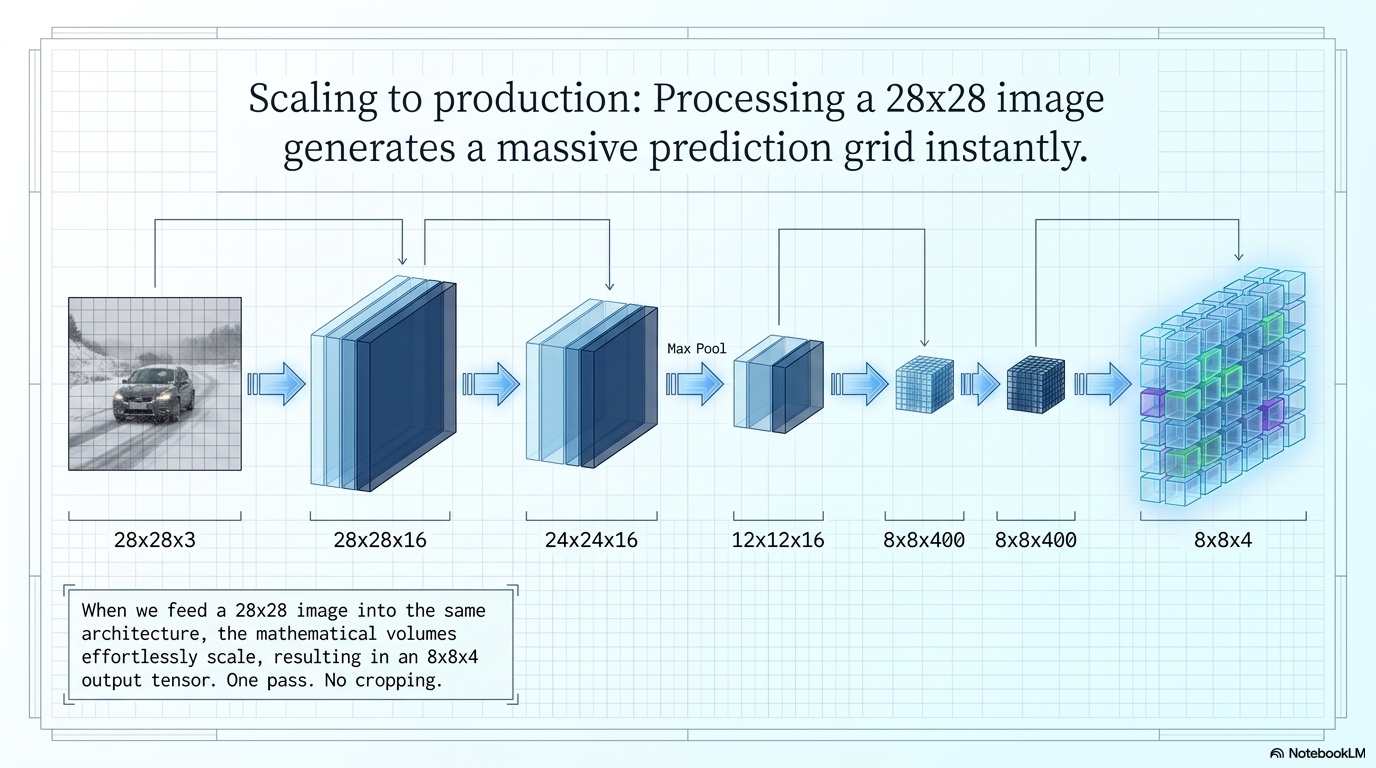 Scaling to production: Processing a 28x28 image
generates a massive prediction grid instantly.
Max Pool
28x28x3
28x28x16
24x24x16
12x12x16
8x8x400
8x8x400
8x8x4
When we feed a 28x28 image into the same
architecture, the mathematical volumes
effortlessly scale, resulting in an 8x8x4
output tensor. One pass. No cropping.
NotebookLM